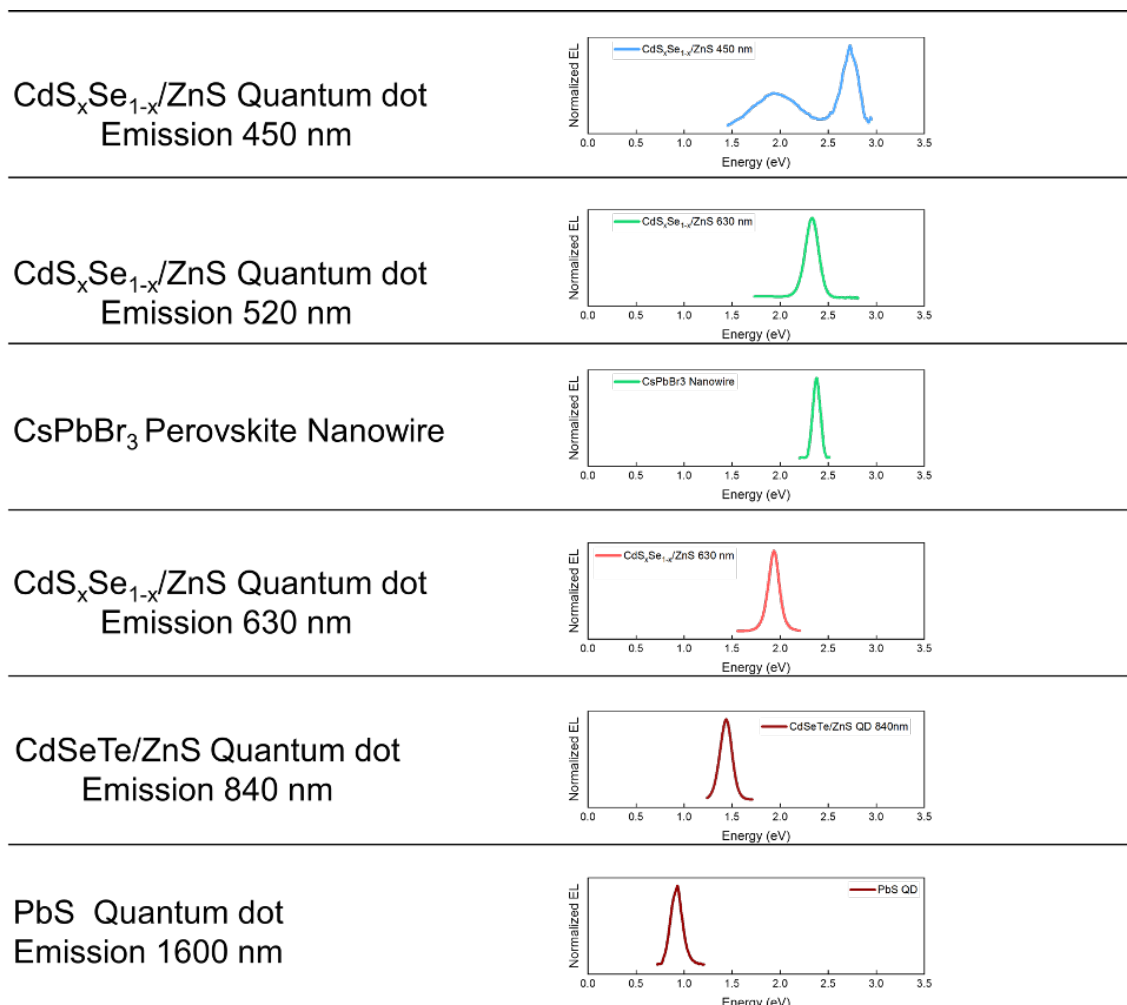 CdSₓSe₁₋ₓ/ZnS Quantum dot
Emission 450 nm
Normalized EL
CdSₓSe₁₋ₓ/ZnS 450 nm
0.0 0.5 1.0 1.5 2.0 2.5 3.0 3.5
Energy (eV)
CdSₓSe₁₋ₓ/ZnS Quantum dot
Emission 520 nm
Normalized EL
CdSₓSe₁₋ₓ/ZnS 630 nm
0.0 0.5 1.0 1.5 2.0 2.5 3.0 3.5
Energy (eV)
CsPbBr₃ Perovskite Nanowire
Normalized EL
CsPbBr3 Nanowire
0.0 0.5 1.0 1.5 2.0 2.5 3.0 3.5
Energy (eV)
CdSₓSe₁₋ₓ/ZnS Quantum dot
Emission 630 nm
Normalized EL
CdSₓSe₁₋ₓ/ZnS 630 nm
0.0 0.5 1.0 1.5 2.0 2.5 3.0 3.5
Energy (eV)
CdSeTe/ZnS Quantum dot
Emission 840 nm
Normalized EL
CdSeTe/ZnS QD 840nm
0.0 0.5 1.0 1.5 2.0 2.5 3.0 3.5
Energy (eV)
PbS Quantum dot
Emission 1600 nm
Normalized EL
PbS QD
0.0 0.5 1.0 1.5 2.0 2.5 3.0 3.5
Energy (eV)